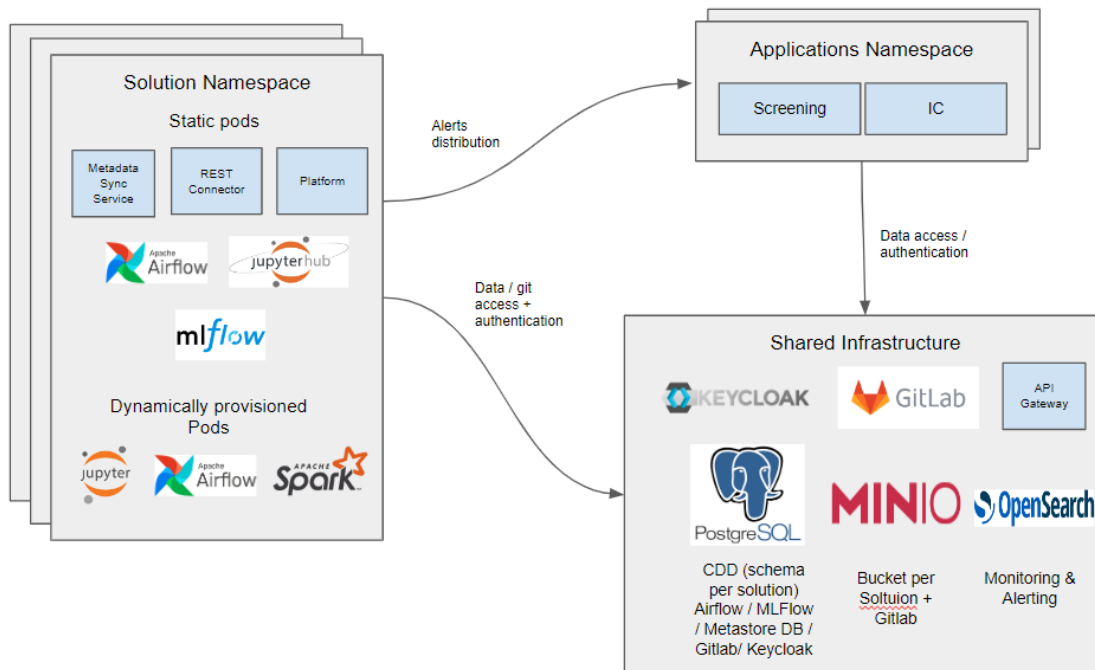 Solution Namespace
Static pods
Metadata
Sync
Service
REST
Connector
Platform
Apache
Airflow
jupyterhub
mlflow
Dynamically provisioned
Pods
jupyter
Apache
Airflow
APACHE
Spark
Alerts
distribution
Data / git
access +
authentication
Applications Namespace
Screening
IC
Data access /
authentication
Shared Infrastructure
KEYCLOAK
GitLab
API
Gateway
PostgreSQL
MINIO
OpenSearch
CDD (schema
per solution)
Airflow / MLFlow
/ Metastore DB /
Gitlab/ Keycloak
Bucket per
Soltuion +
Gitlab
Monitoring &
Alerting